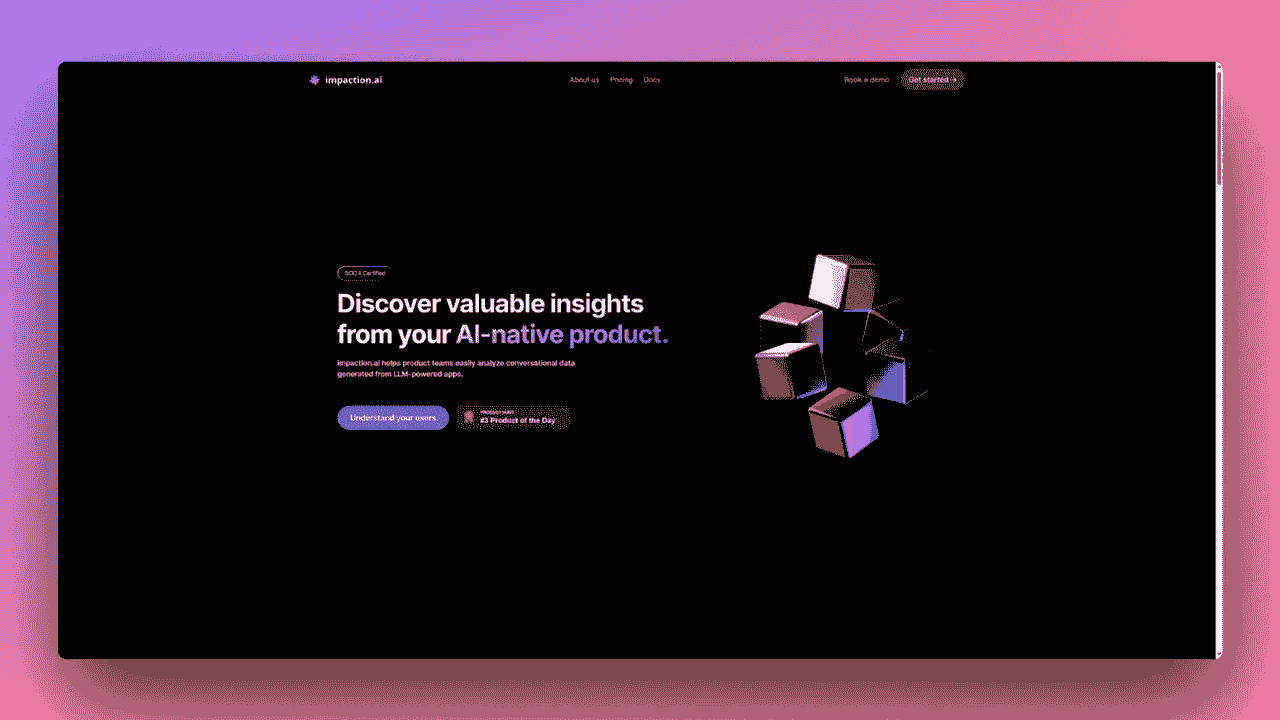 impaction.ai
About us Pricing Docs
Book a demo Get started →
SOC II Certified
Discover valuable insights
from your AI-native product.
impaction.ai helps product teams easily analyze conversational data
generated from LLM-powered apps.
Understand your users
PRODUCT HUNT
#3 Product of the Day